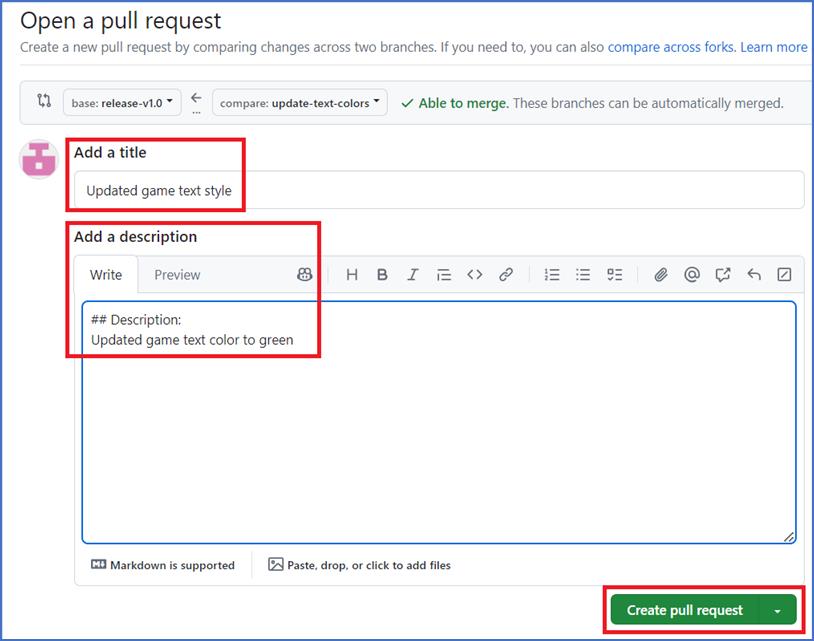 Open a pull request
Create a new pull request by comparing changes across two branches. If you need to, you can also compare across forks. Learn more
base: release-v1.0 compare: update-text-colors Able to merge. These branches can be automatically merged.
Add a title
Updated game text style
Add a description
Write Preview
## Description:
Updated game text color to green
Markdown is supported Paste, drop, or click to add files
Create pull request